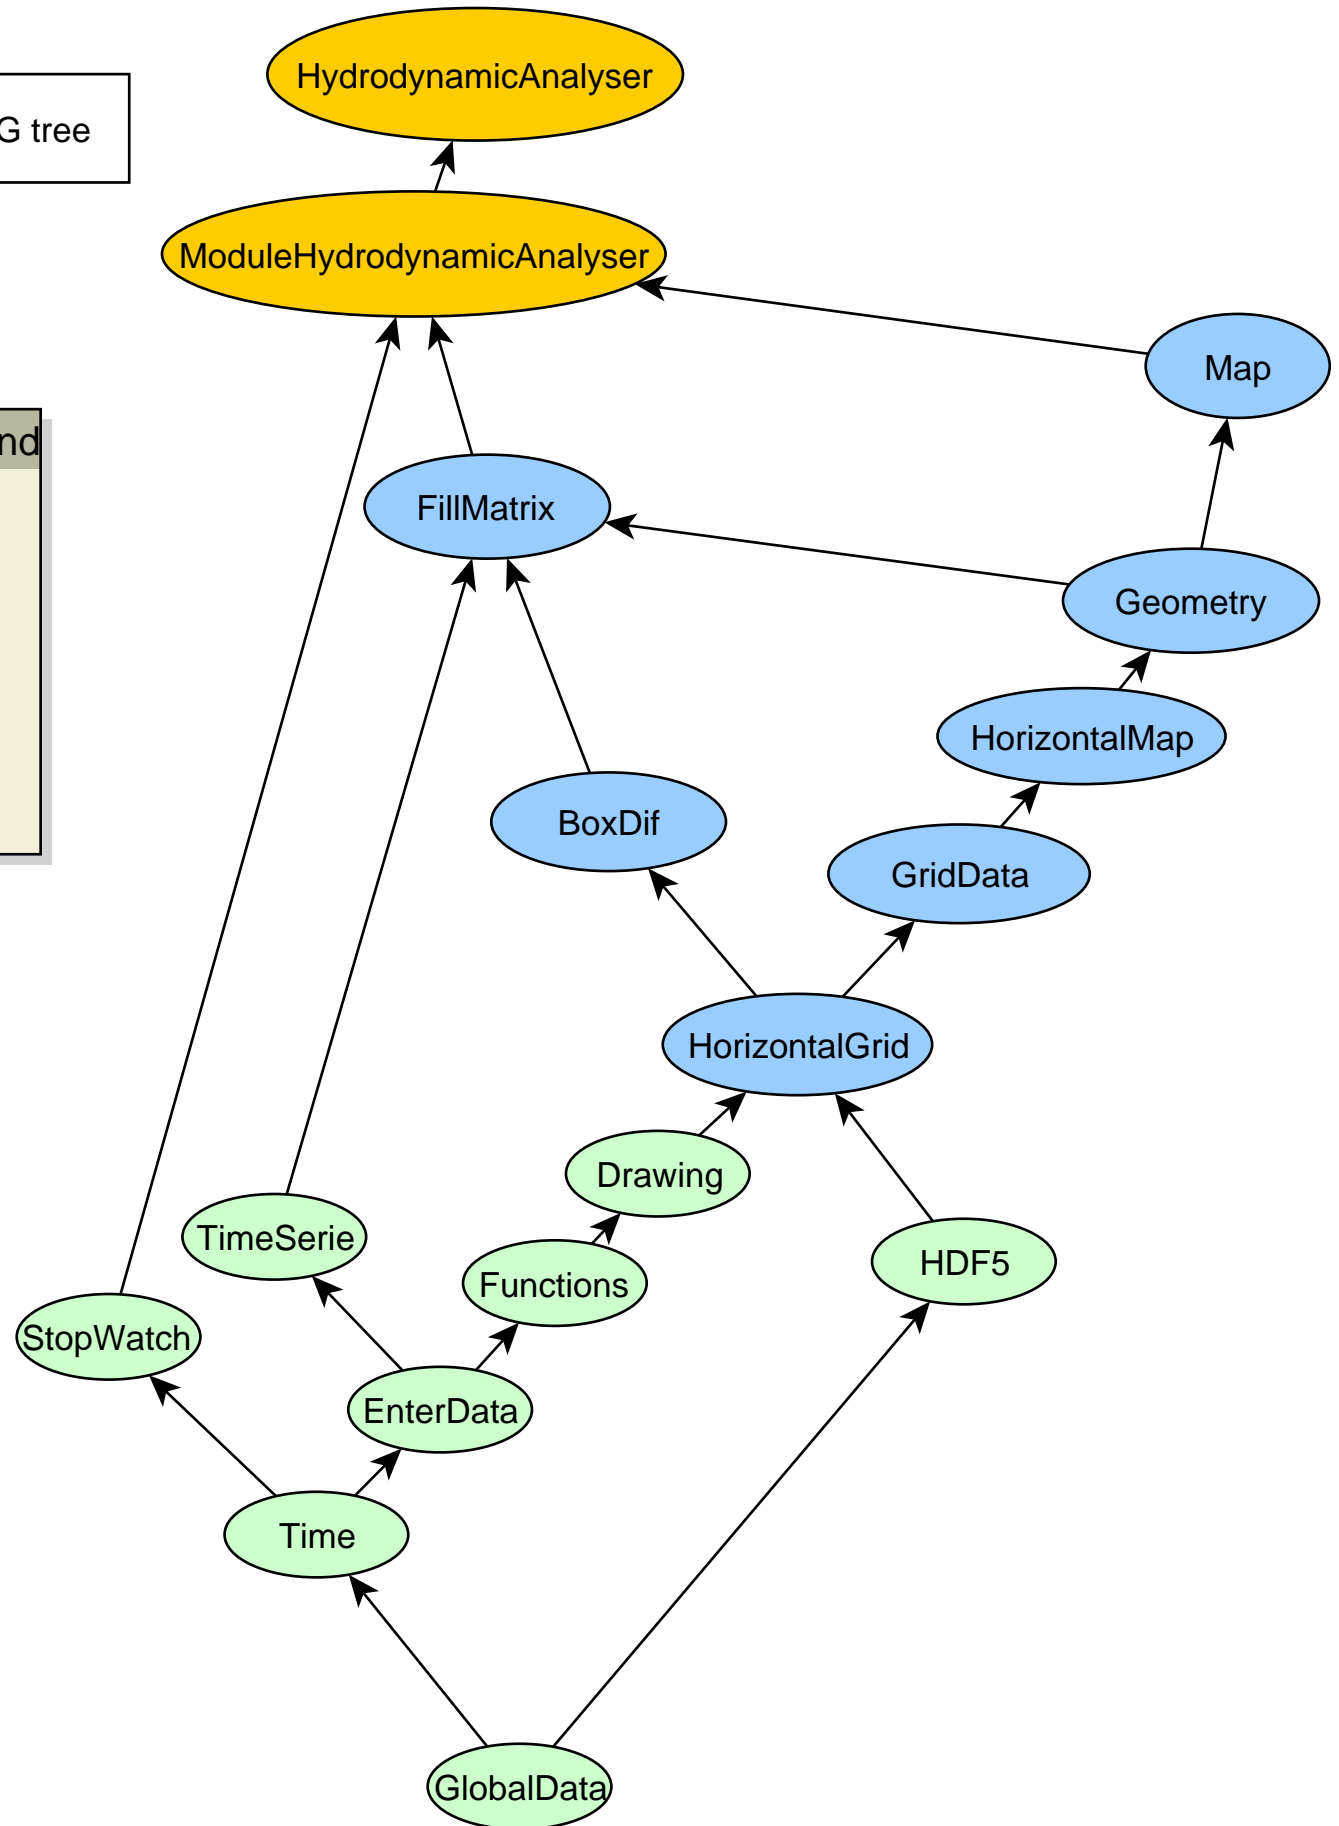 HydrodynamicAnalyser
G tree
ModuleHydrodynamicAnalyser
Map
nd
FillMatrix
Geometry
HorizontalMap
BoxDif
GridData
HorizontalGrid
Drawing
TimeSerie
HDF5
Functions
StopWatch
EnterData
Time
GlobalData